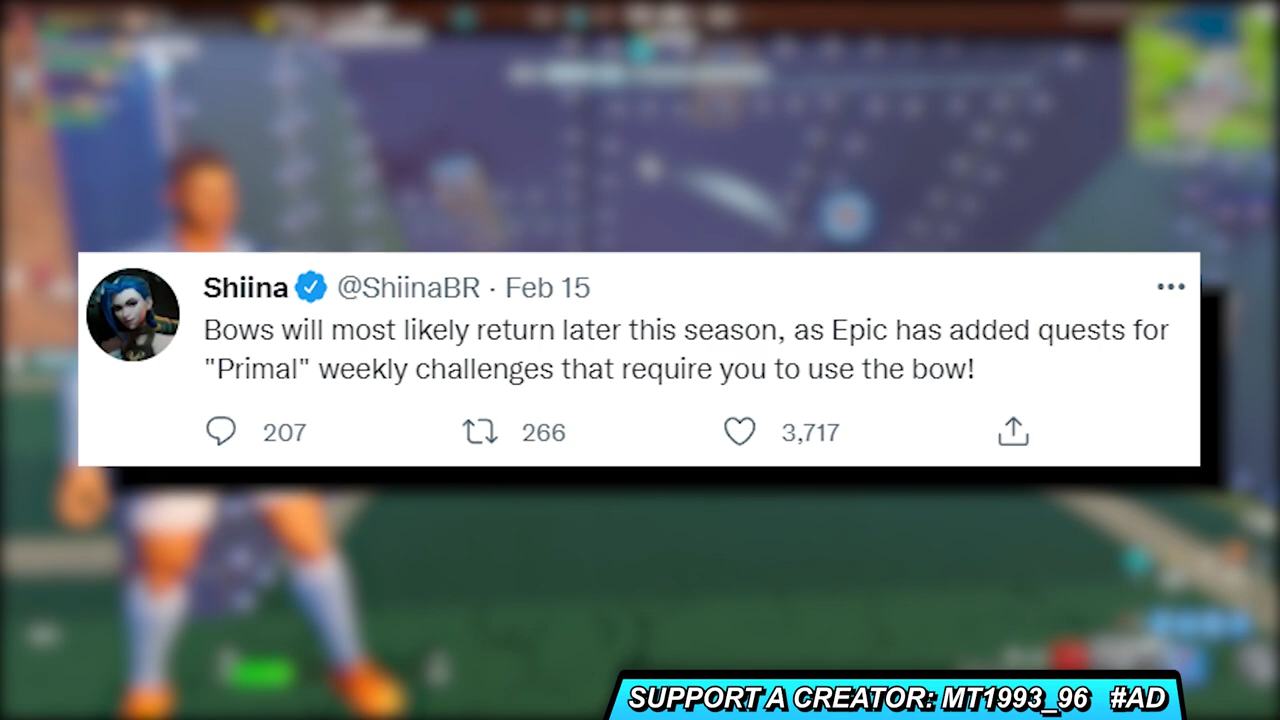 Shiina @ShiinaBR · Feb 15
Bows will most likely return later this season, as Epic has added quests for
"Primal" weekly challenges that require you to use the bow!
207 266 3,717
SUPPORT A CREATOR: MT1993_96 #AD